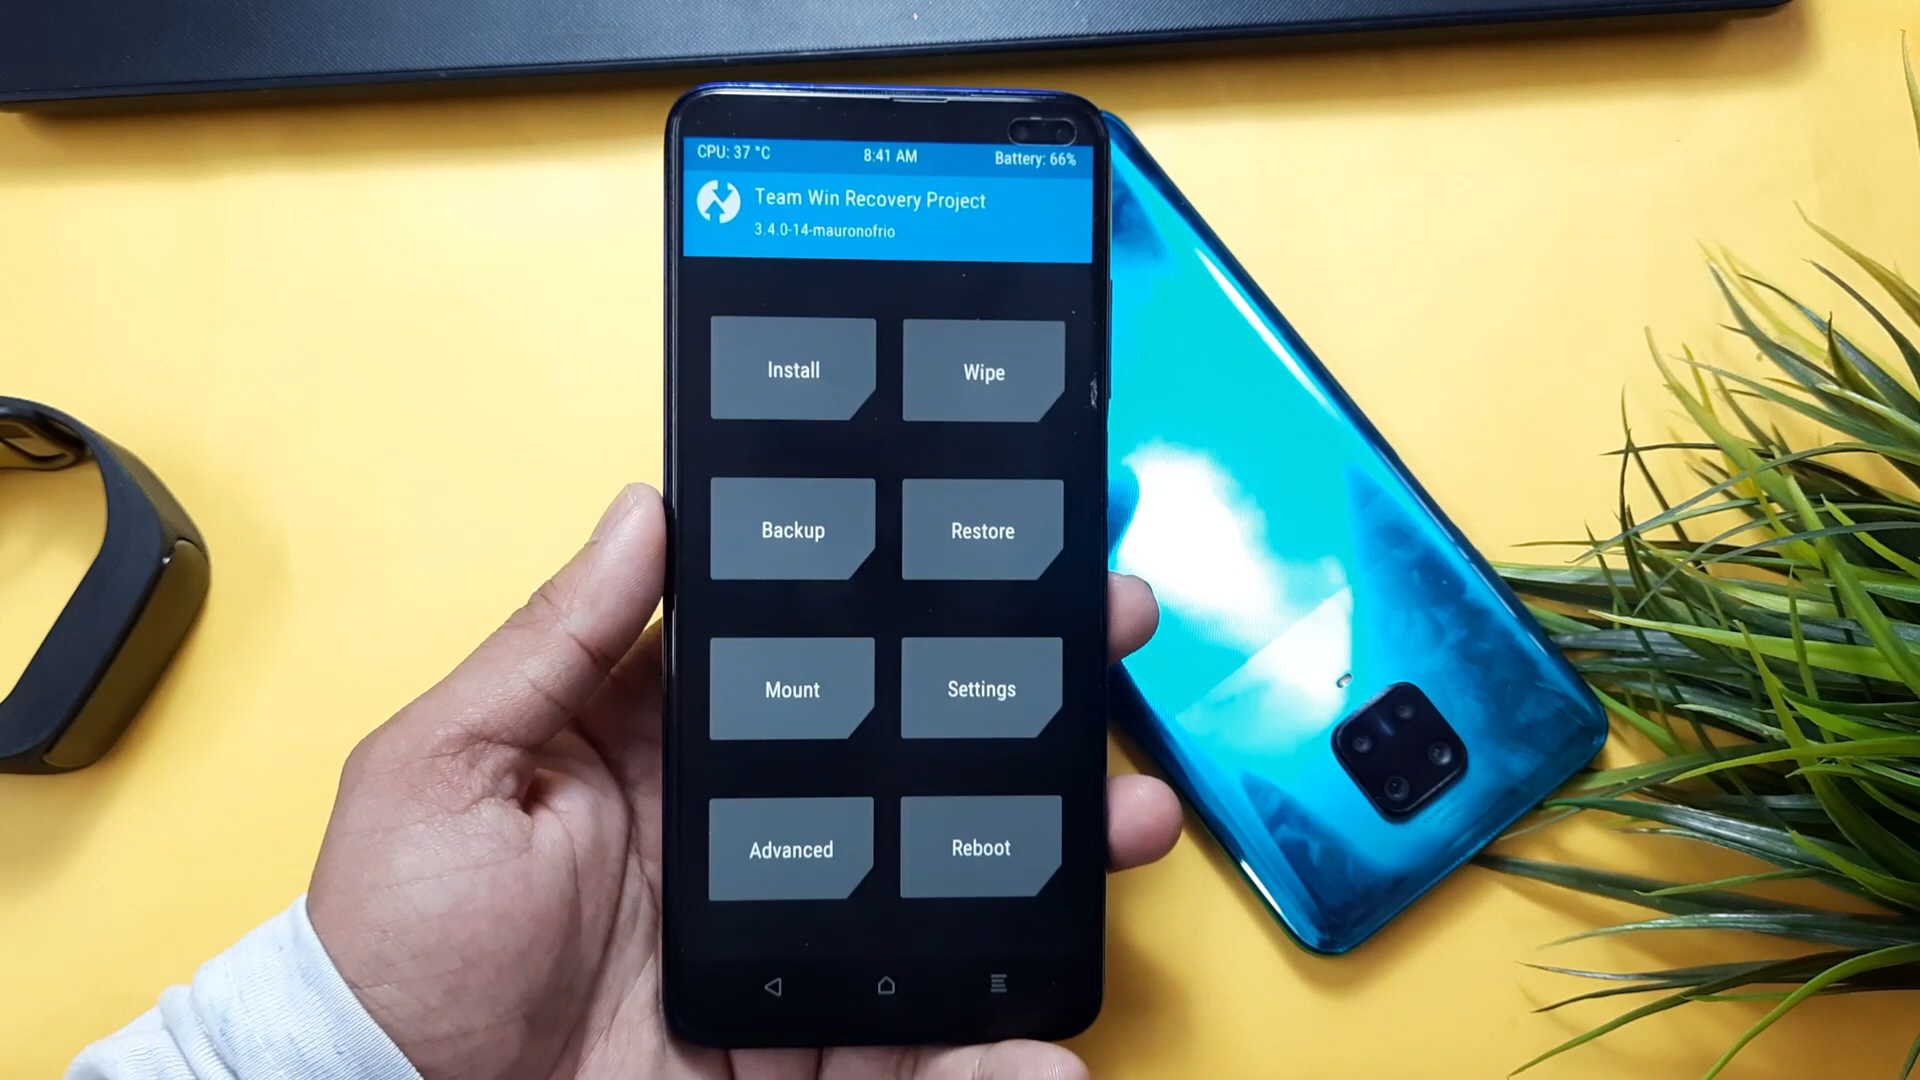 CPU: 37 °C 8:41 AM Battery: 66%
Team Win Recovery Project
3.4.0-14-mauronofrio
Install Wipe
Backup Restore
Mount Settings
Advanced Reboot